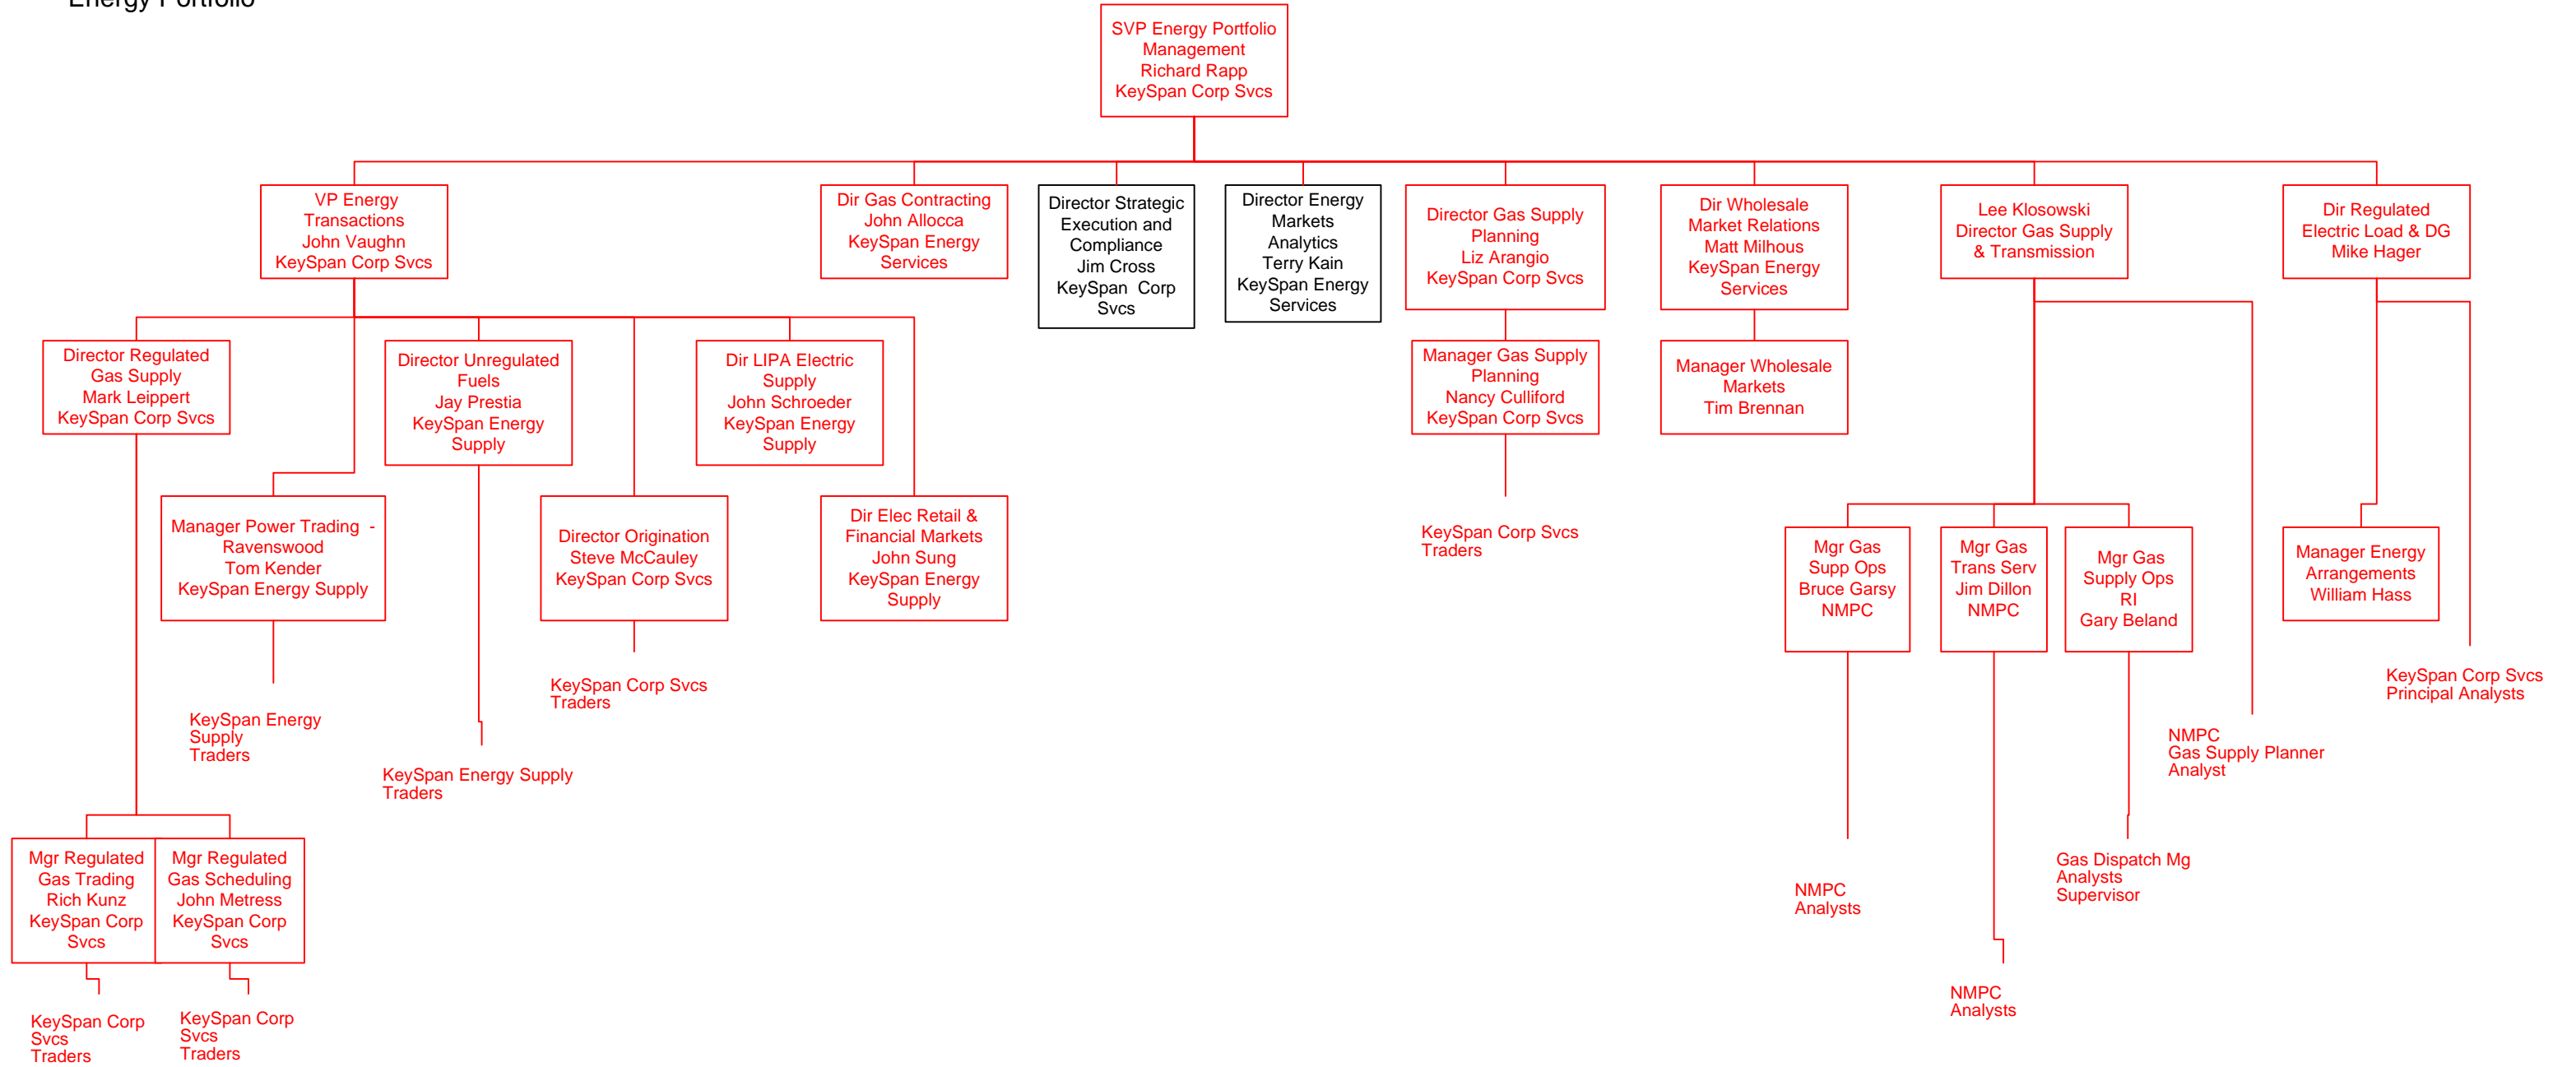 Energy Portfolio
SVP Energy Portfolio
Management
Richard Rapp
KeySpan Corp Svcs
VP Energy
Transactions
John Vaughn
KeySpan Corp Svcs
Dir Gas Contracting
John Allocca
KeySpan Energy
Services
Director Strategic
Execution and
Compliance
Jim Cross
KeySpan Corp
Svcs
Director Energy
Markets
Analytics
Terry Kain
KeySpan Energy
Services
Director Gas Supply
Planning
Liz Arangio
KeySpan Corp Svcs
Dir Wholesale
Market Relations
Matt Milhous
KeySpan Energy
Services
Lee Klosowski
Director Gas Supply
& Transmission
Dir Regulated
Electric Load & DG
Mike Hager
Director Regulated
Gas Supply
Mark Leippert
KeySpan Corp Svcs
Director Unregulated
Fuels
Jay Prestia
KeySpan Energy
Supply
Dir LIPA Electric
Supply
John Schroeder
KeySpan Energy
Supply
Manager Gas Supply
Planning
Nancy Culliford
KeySpan Corp Svcs
Manager Wholesale
Markets
Tim Brennan
Manager Power Trading -
Ravenswood
Tom Kender
KeySpan Energy Supply
Director Origination
Steve McCauley
KeySpan Corp Svcs
Dir Elec Retail &
Financial Markets
John Sung
KeySpan Energy
Supply
KeySpan Corp Svcs
Traders
Mgr Gas
Supp Ops
Bruce Garsy
NMPC
Mgr Gas
Trans Serv
Jim Dillon
NMPC
Mgr Gas
Supply Ops
RI
Gary Beland
Manager Energy
Arrangements
William Hass
KeySpan Energy
Supply
Traders
KeySpan Energy Supply
Traders
KeySpan Corp Svcs
Traders
NMPC
Gas Supply Planner
Analyst
KeySpan Corp Svcs
Principal Analysts
Mgr Regulated
Gas Trading
Rich Kunz
KeySpan Corp
Svcs
Mgr Regulated
Gas Scheduling
John Metress
KeySpan Corp
Svcs
NMPC
Analysts
Gas Dispatch Mg
Analysts
Supervisor
NMPC
Analysts
KeySpan Corp
Svcs
Traders
KeySpan Corp
Svcs
Traders